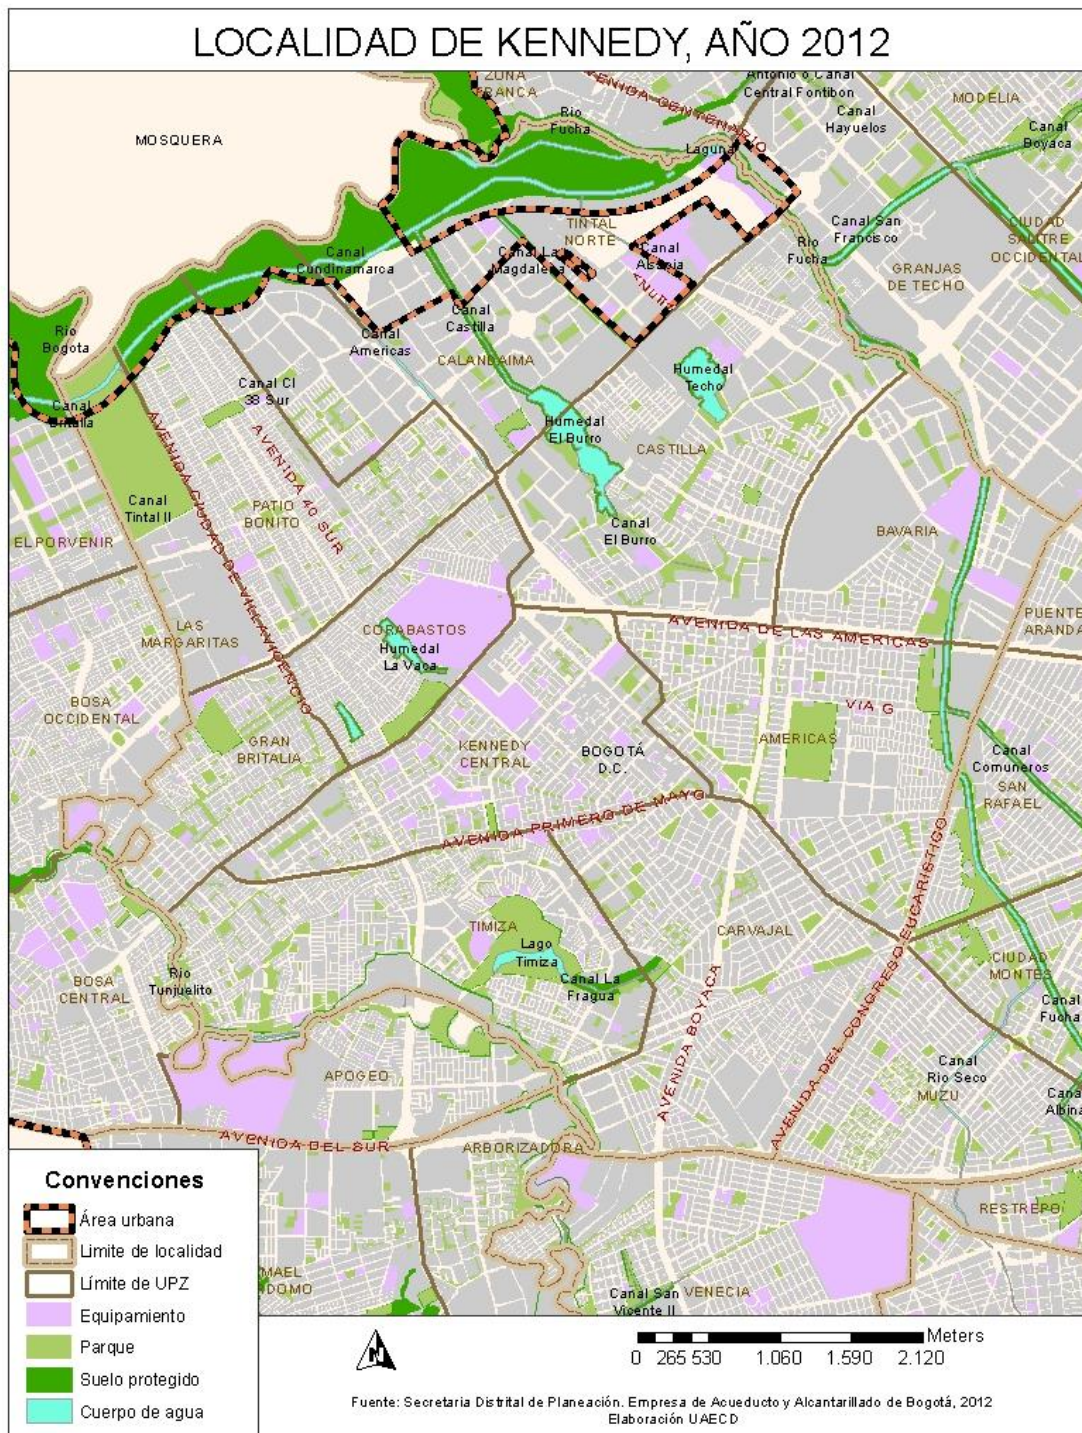 LOCALIDAD DE KENNEDY, AÑO 2012
ZONA
FRANCA
AVENIDA CENTENARIO
Antonio o Canal
Central Fontibon
MODELIA
MOSQUERA
Rio
Fucha
Canal
Hayuelos
Canal
Boyaca
Laguna
TINTAL
NORTE
Canal San
Francisco
CIUDAD
SALITRE
OCCIDENTAL
Canal
Cundinamarca
Canal La
Magdalena
Canal
Rio
Fucha
GRANJAS
DE TECHO
Canal
Castilla
Rio
Bogota
Canal
Americas
CALANDAIMA
Humedal
Techo
Canal Cl
38 Sur
Canal
Britalia
Humedal
El Burro
CASTILLA
AVENIDA CIUDAD DE VILLAVICENCIO
AVENIDA 40 SUR
Canal
Tintal II
PATIO
BONITO
Canal
El Burro
BAVARIA
EL PORVENIR
LAS
MARGARITAS
CORABASTOS
Humedal
La Vaca
AVENIDA DE LAS AMERICAS
PUENTE
ARANDA
BOSA
OCCIDENTAL
VIA G
GRAN
BRITALIA
KENNEDY
CENTRAL
BOGOTÁ
D.C.
AMERICAS
Canal
Comuneros
SAN
RAFAEL
AVENIDA PRIMERO DE MAYO
TIMIZA
CARVAJAL
Lago
Timiza
Canal La
Fragua
CIUDAD
MONTES
BOSA
CENTRAL
Rio
Tunjuelito
AVENIDA BOYACA
AVENIDA DEL CONGRESO EUCARISTICO
Canal
Fucha
Canal
Rio Seco
MUZU
APOGEO
Albina
AVENIDA DEL SUR
ARBORIZADORA
RESTREPO
Canal San
Vicente II
VENECIA
Convenciones
Área urbana
Limite de localidad
Límite de UPZ
Equipamiento
Parque
Suelo protegido
Cuerpo de agua
N
Meters
0 265 530 1.060 1.590 2.120
Fuente: Secretaria Distrital de Planeación. Empresa de Acueducto y Alcantarillado de Bogotá, 2012
Elaboración UAECD